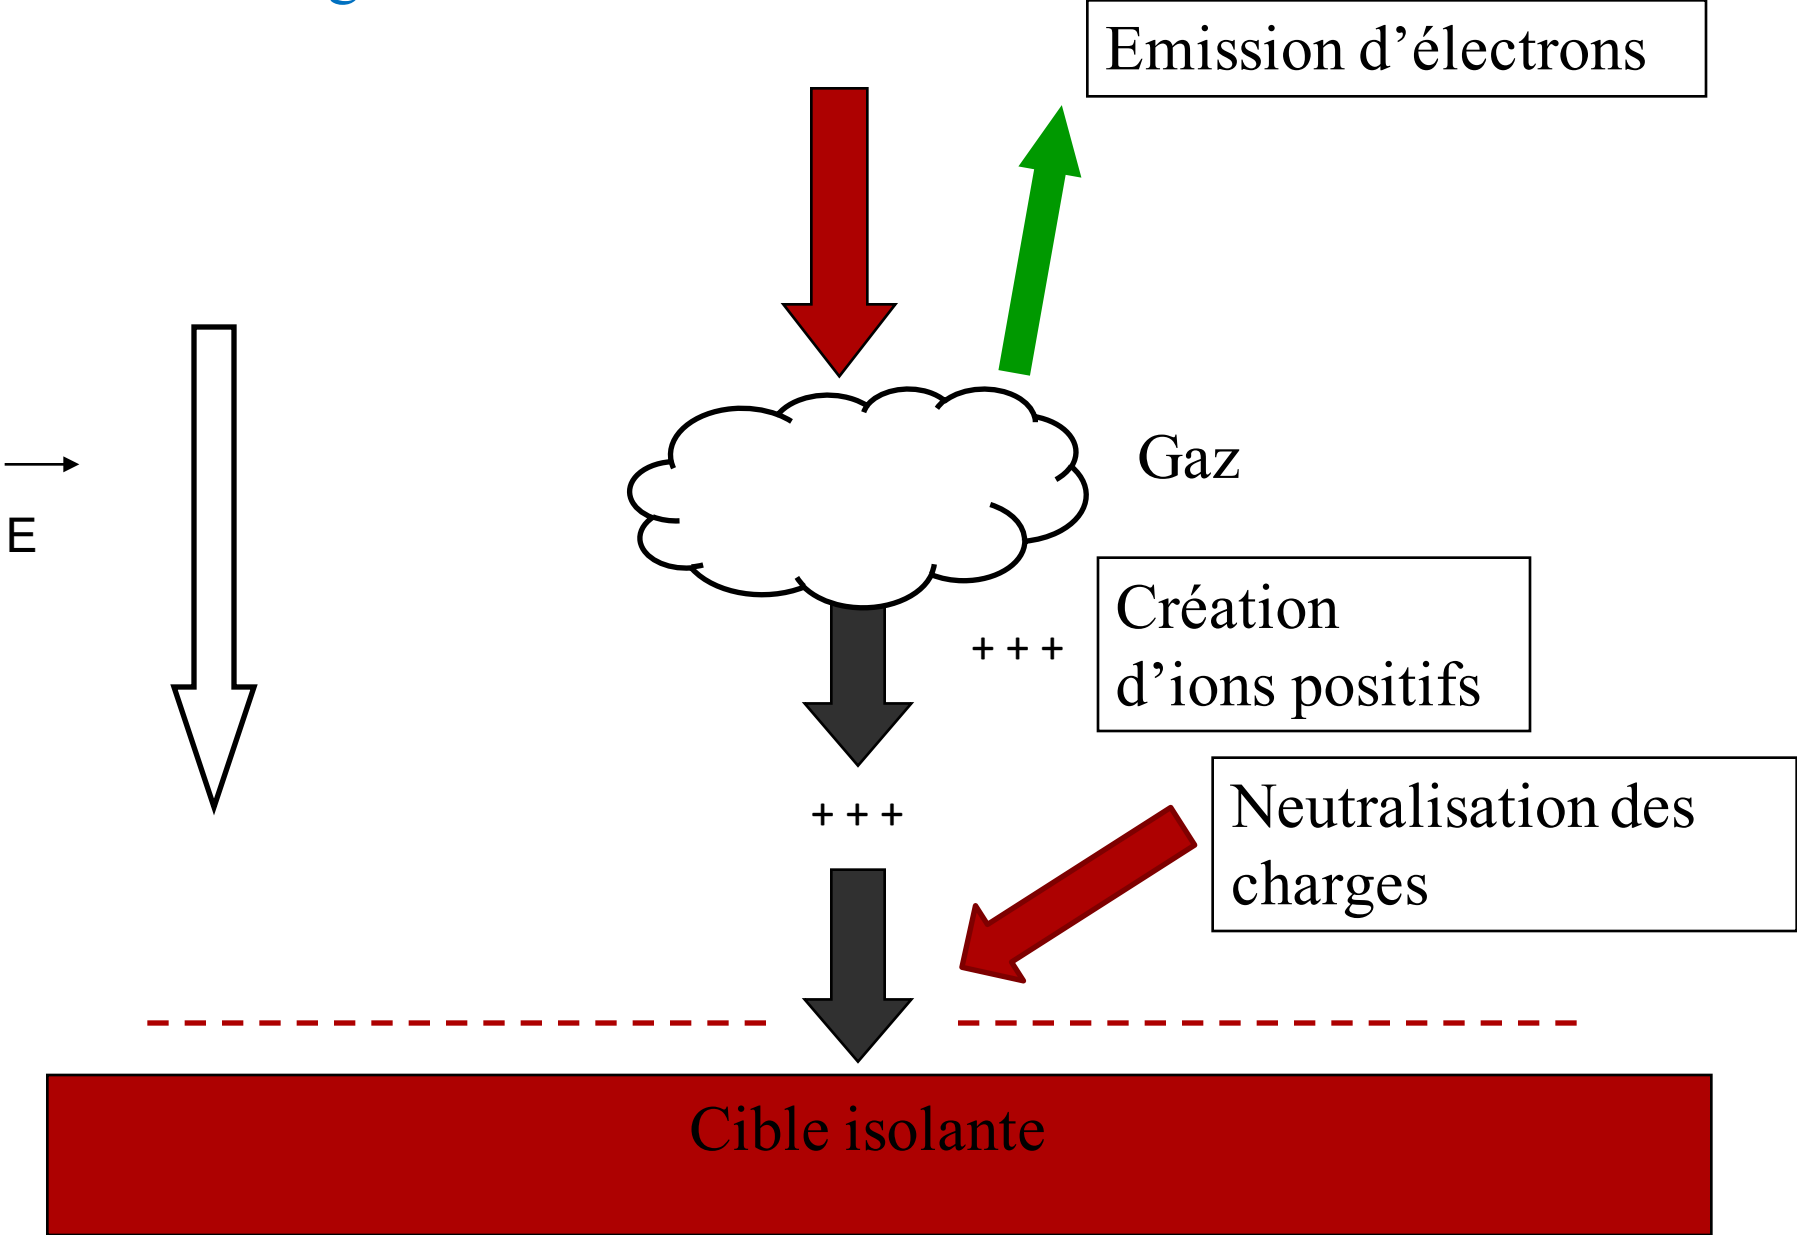 Emission d’électrons
Gaz
E
Création
d’ions positifs
+ + +
Neutralisation des
charges
+ + +
Cible isolante